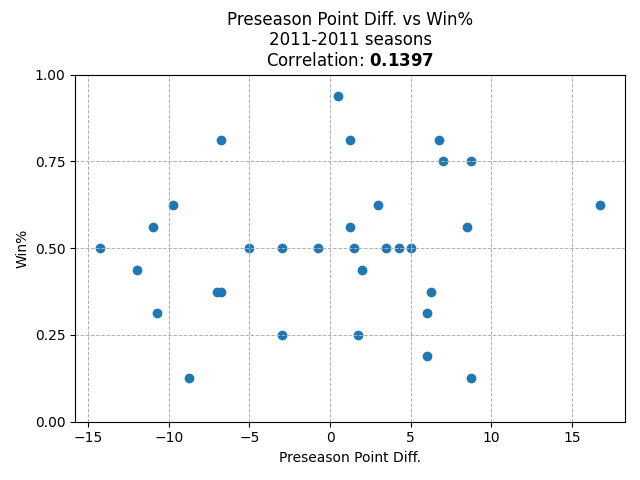 Preseason Point Diff. vs Win%
2011-2011 seasons
Correlation: 0.1397
1.00
0.75
0.50
0.25
0.00
Win%
−15
−10
−5
0
5
10
15
Preseason Point Diff.